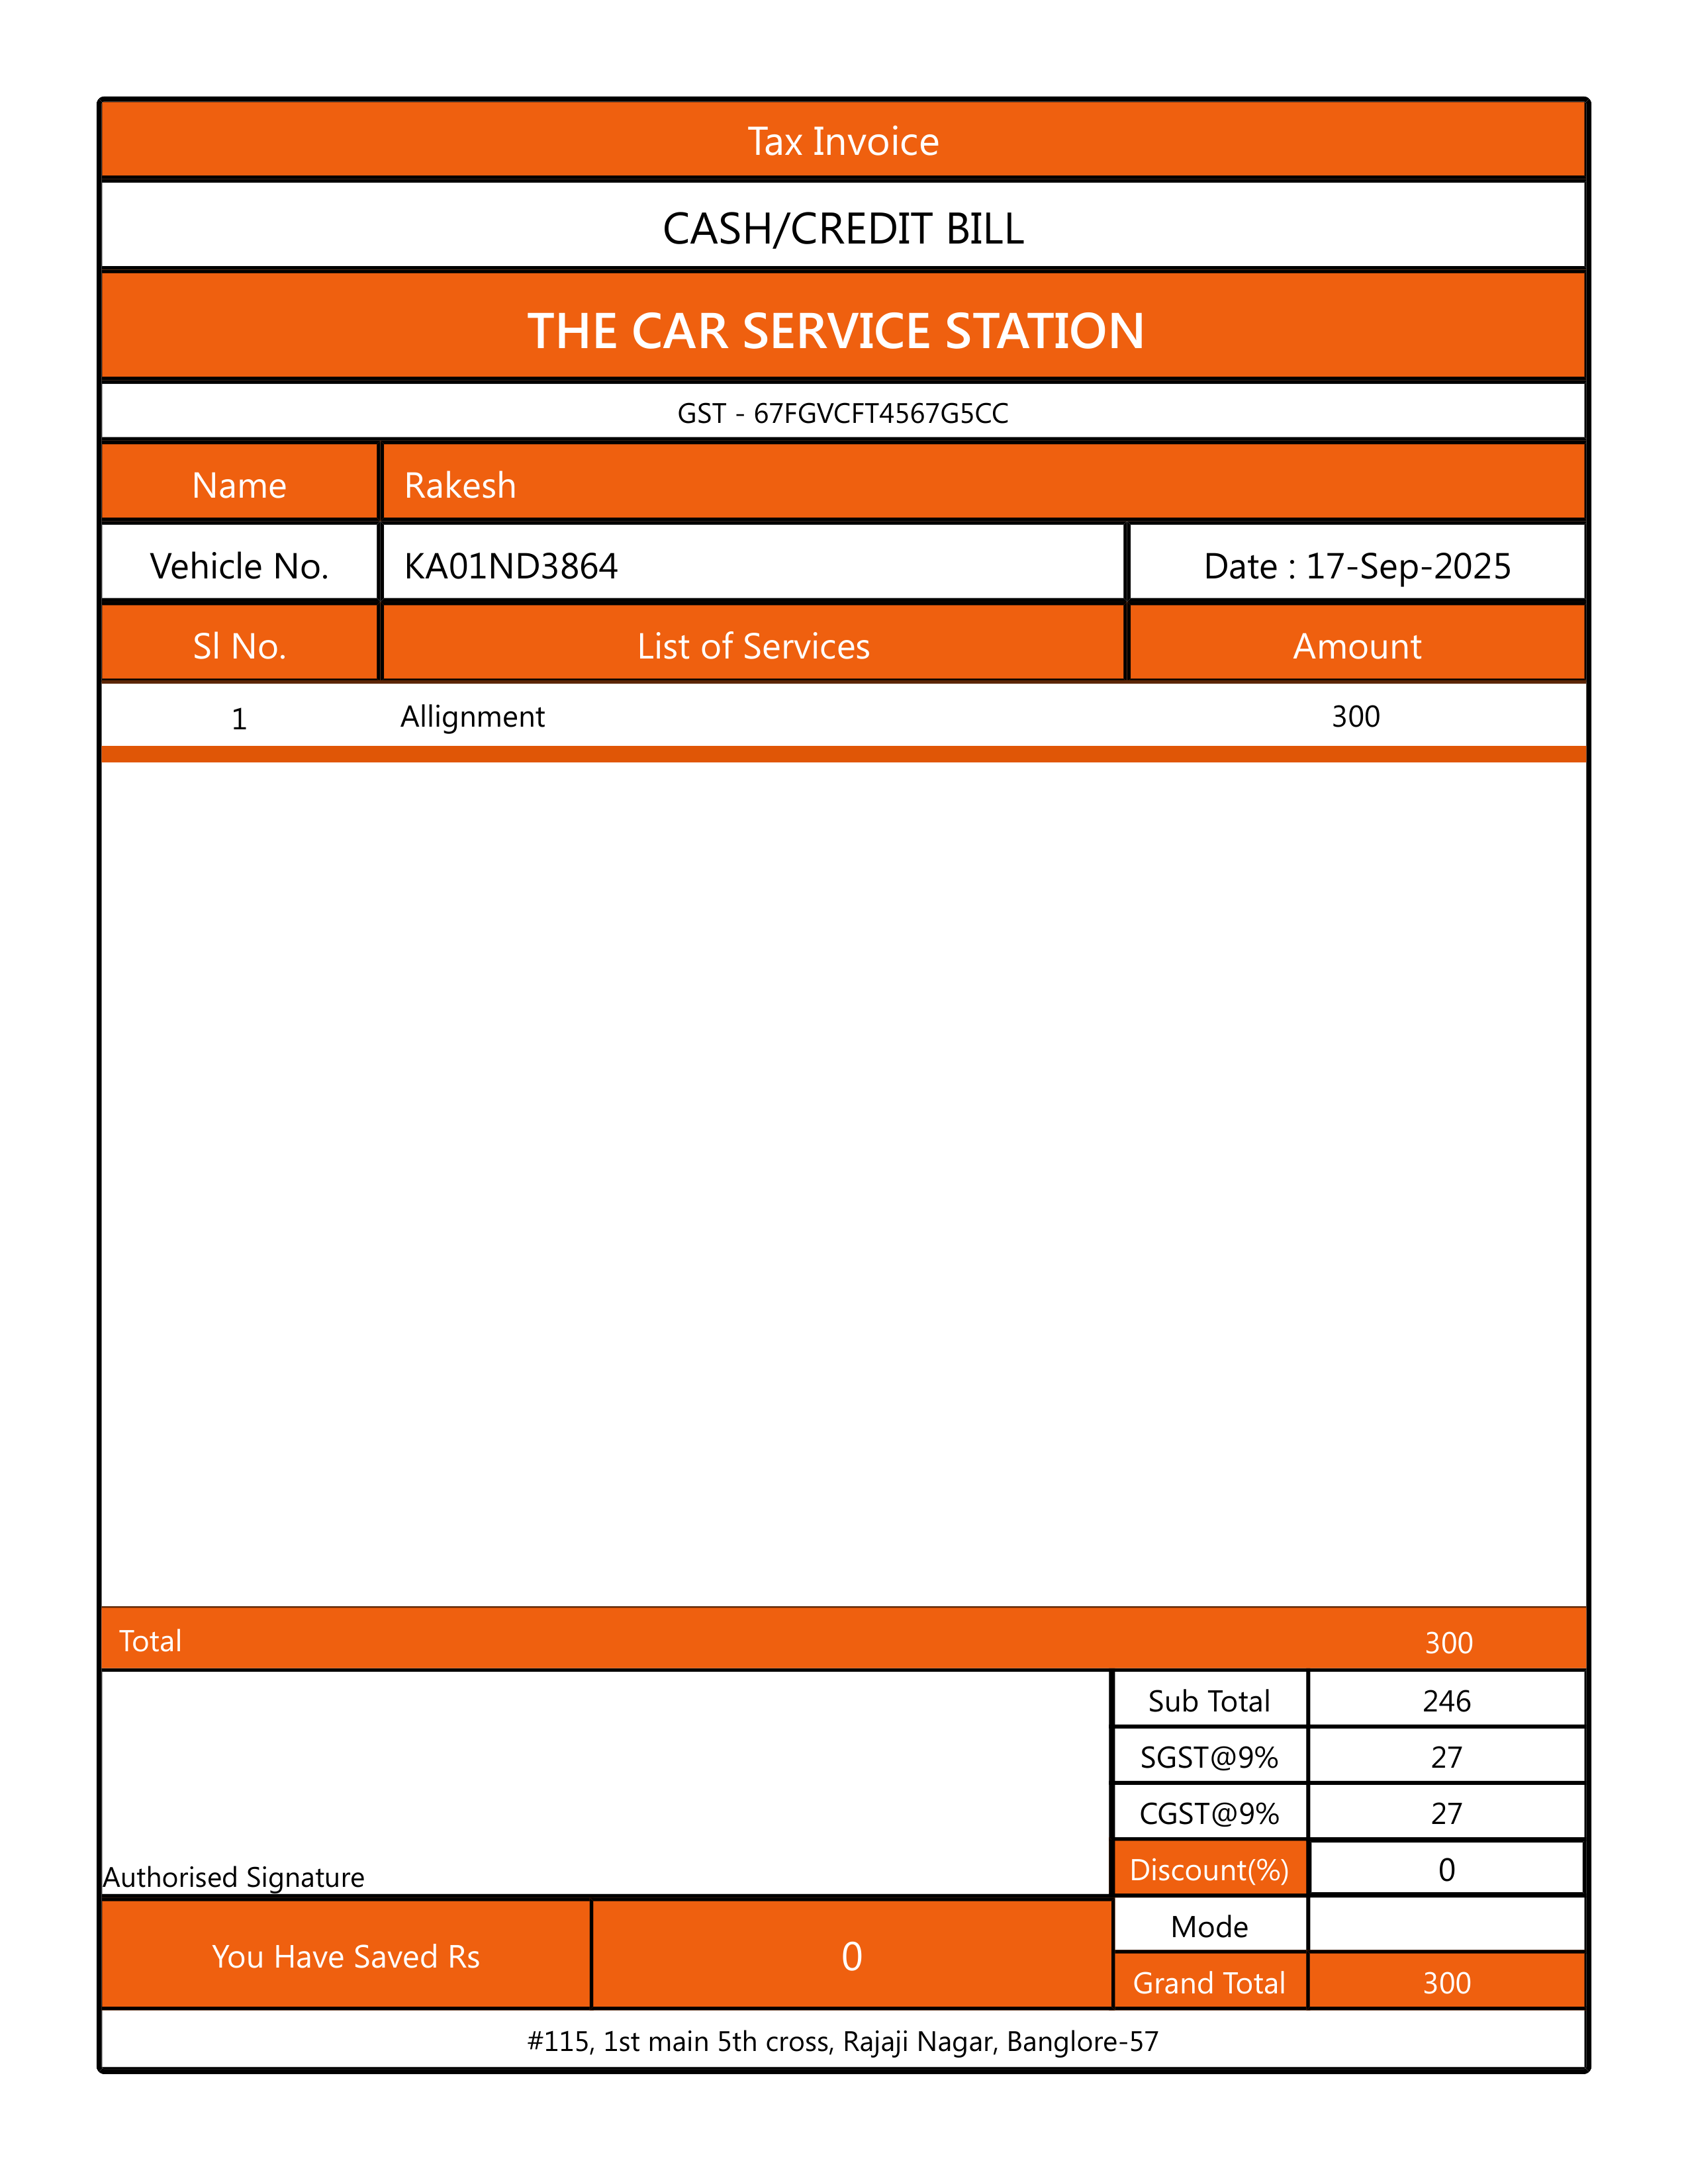 Tax Invoice
CASH/CREDIT BILL
THE CAR SERVICE STATION
GST - 67FGVCFT4567G5CC
Name Rakesh
Vehicle No. KA01ND3864 Date : 17-Sep-2025
Sl No. List of Services Amount
1 Allignment 300
Total 300
Sub Total 246
SGST@9% 27
CGST@9% 27
Discount(%) 0
Authorised Signature
Mode
You Have Saved Rs 0
Grand Total 300
#115, 1st main 5th cross, Rajaji Nagar, Banglore-57